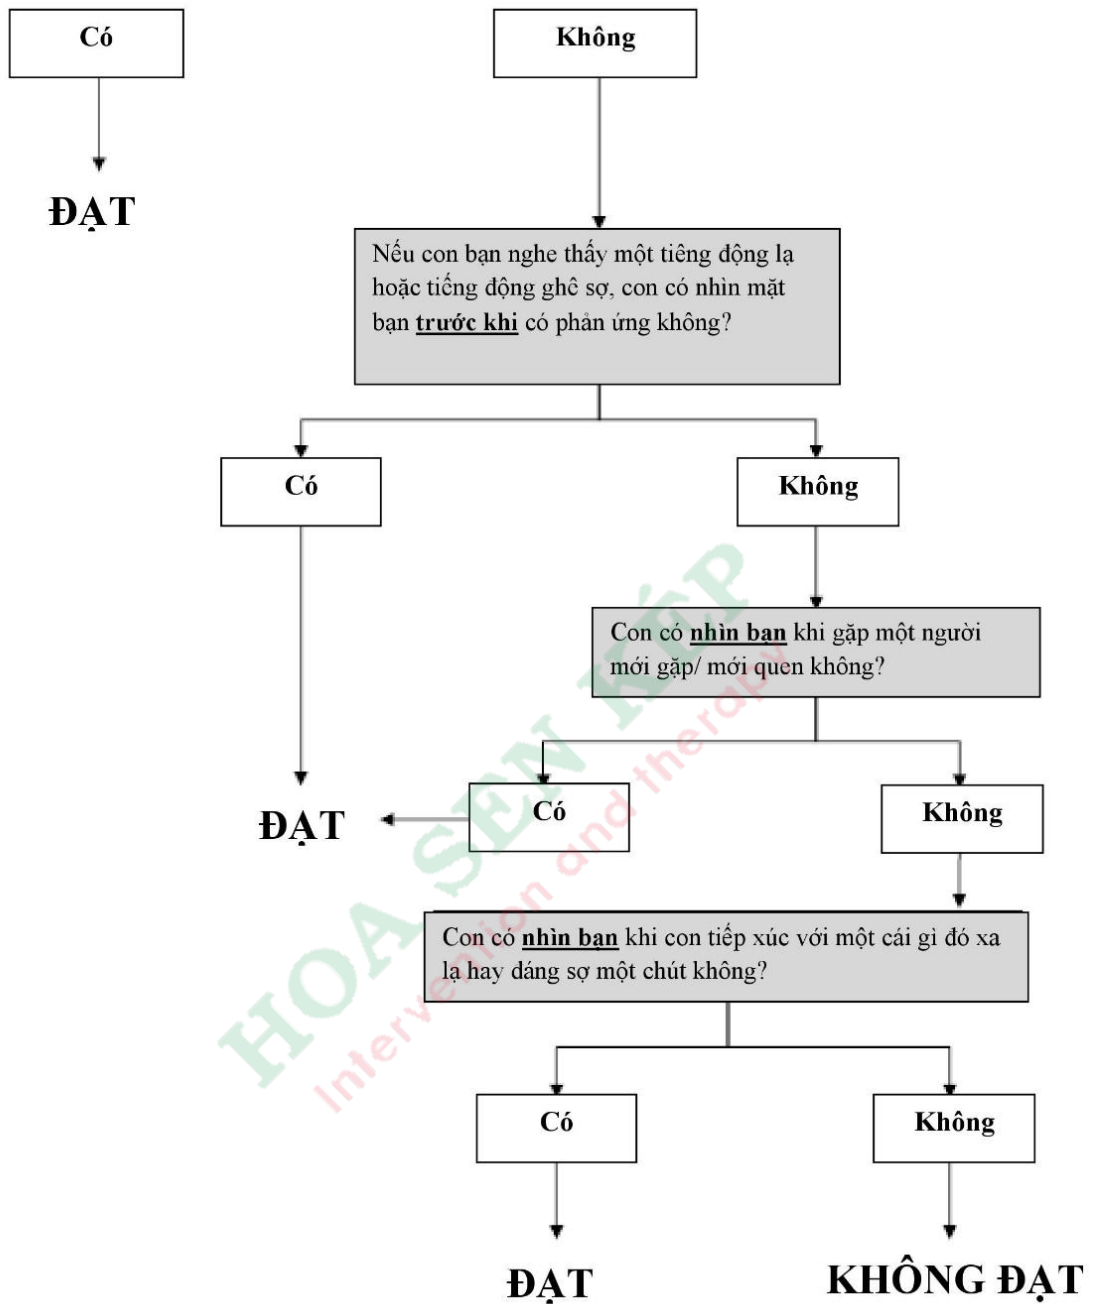 Có
Không
ĐẠT
Nếu con bạn nghe thấy một tiêng động lạ
hoặc tiếng động ghê sợ, con có nhìn mặt
bạn trước khi có phản ứng không?
Có
Không
Con có nhìn bạn khi gặp một người
mới gặp/ mới quen không?
Có
Không
ĐẠT
Con có nhìn bạn khi con tiếp xúc với một cái gì đó xa
lạ hay đáng sợ một chút không?
Có
Không
ĐẠT
KHÔNG ĐẠT
HOA SEN KÉP
Intervention and therapy